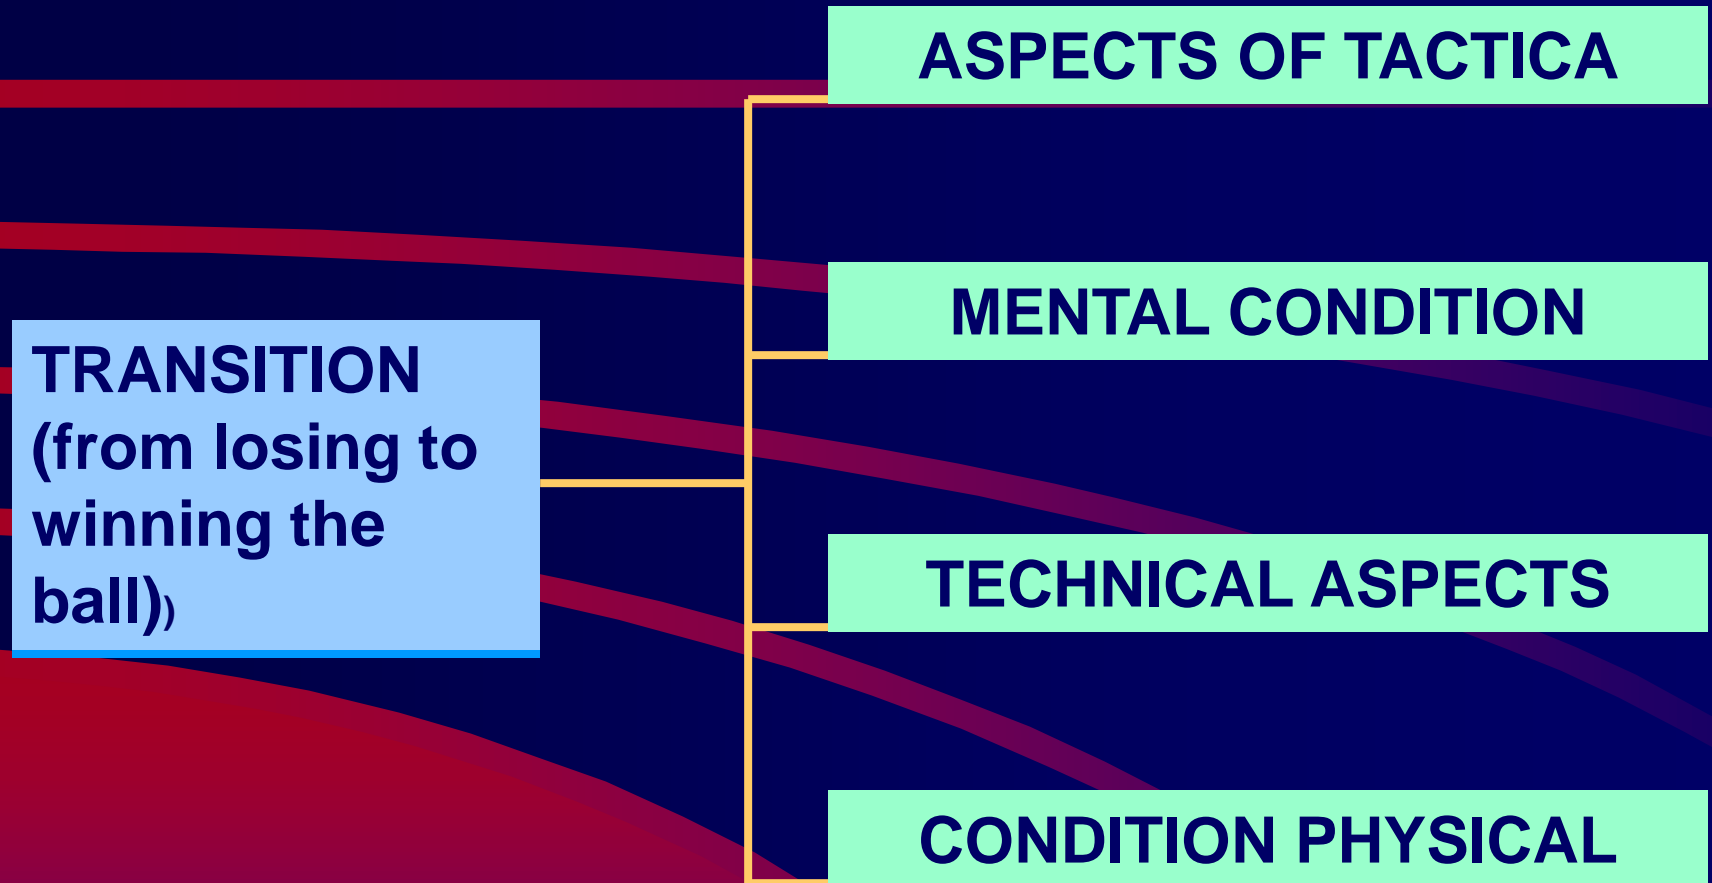 ASPECTS OF TACTICA
MENTAL CONDITION
TRANSITION
(from losing to
winning the
ball))
TECHNICAL ASPECTS
CONDITION PHYSICAL